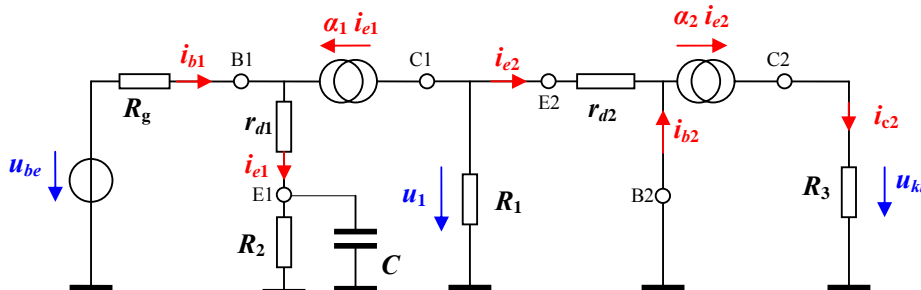 α1 ie1
α2 ie2
ib1
B1
C1
ie2
C2
Rg
E2
rd2
rd1
ib2
ic2
ube
ie1
E1
u1
R1
B2
R3
uk
R2
C